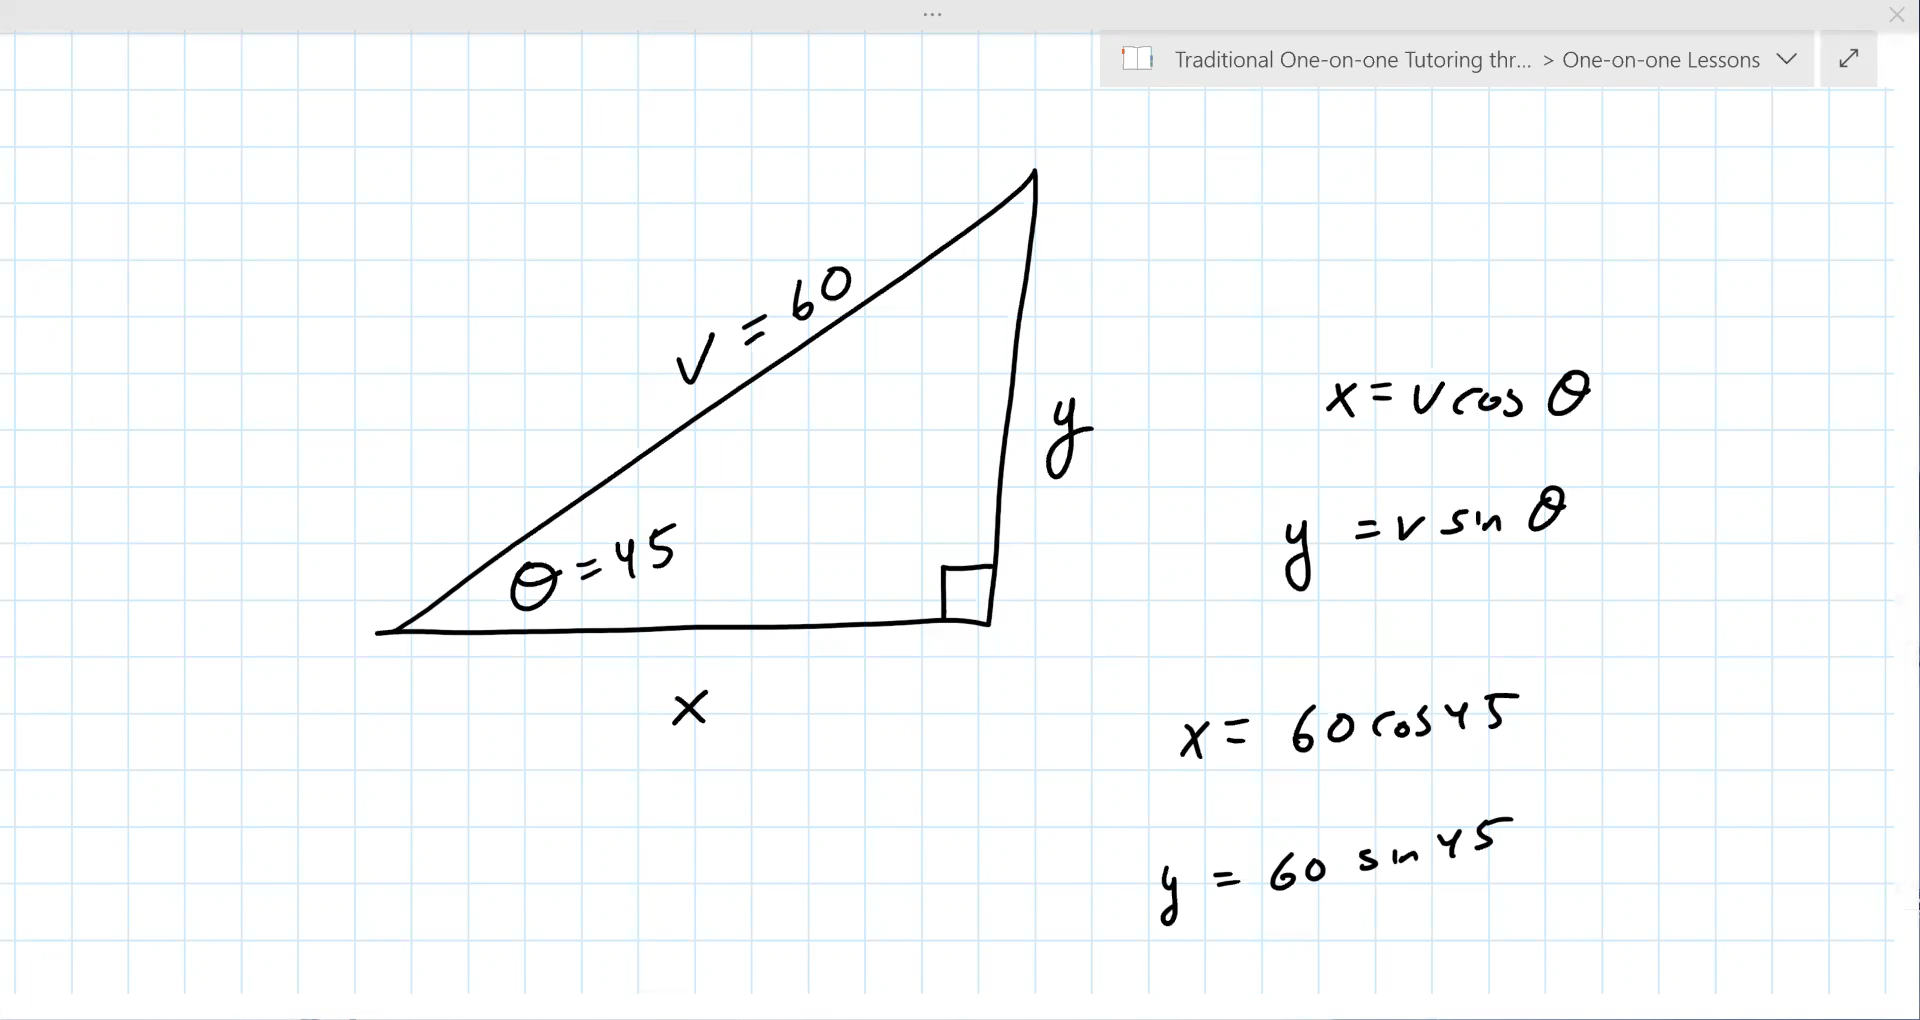 ...
Traditional One-on-one Tutoring thr... > One-on-one Lessons
v = 60
y
θ = 45
x
x = v cos θ
y = v sin θ
x = 60 cos 45
y = 60 sin 45